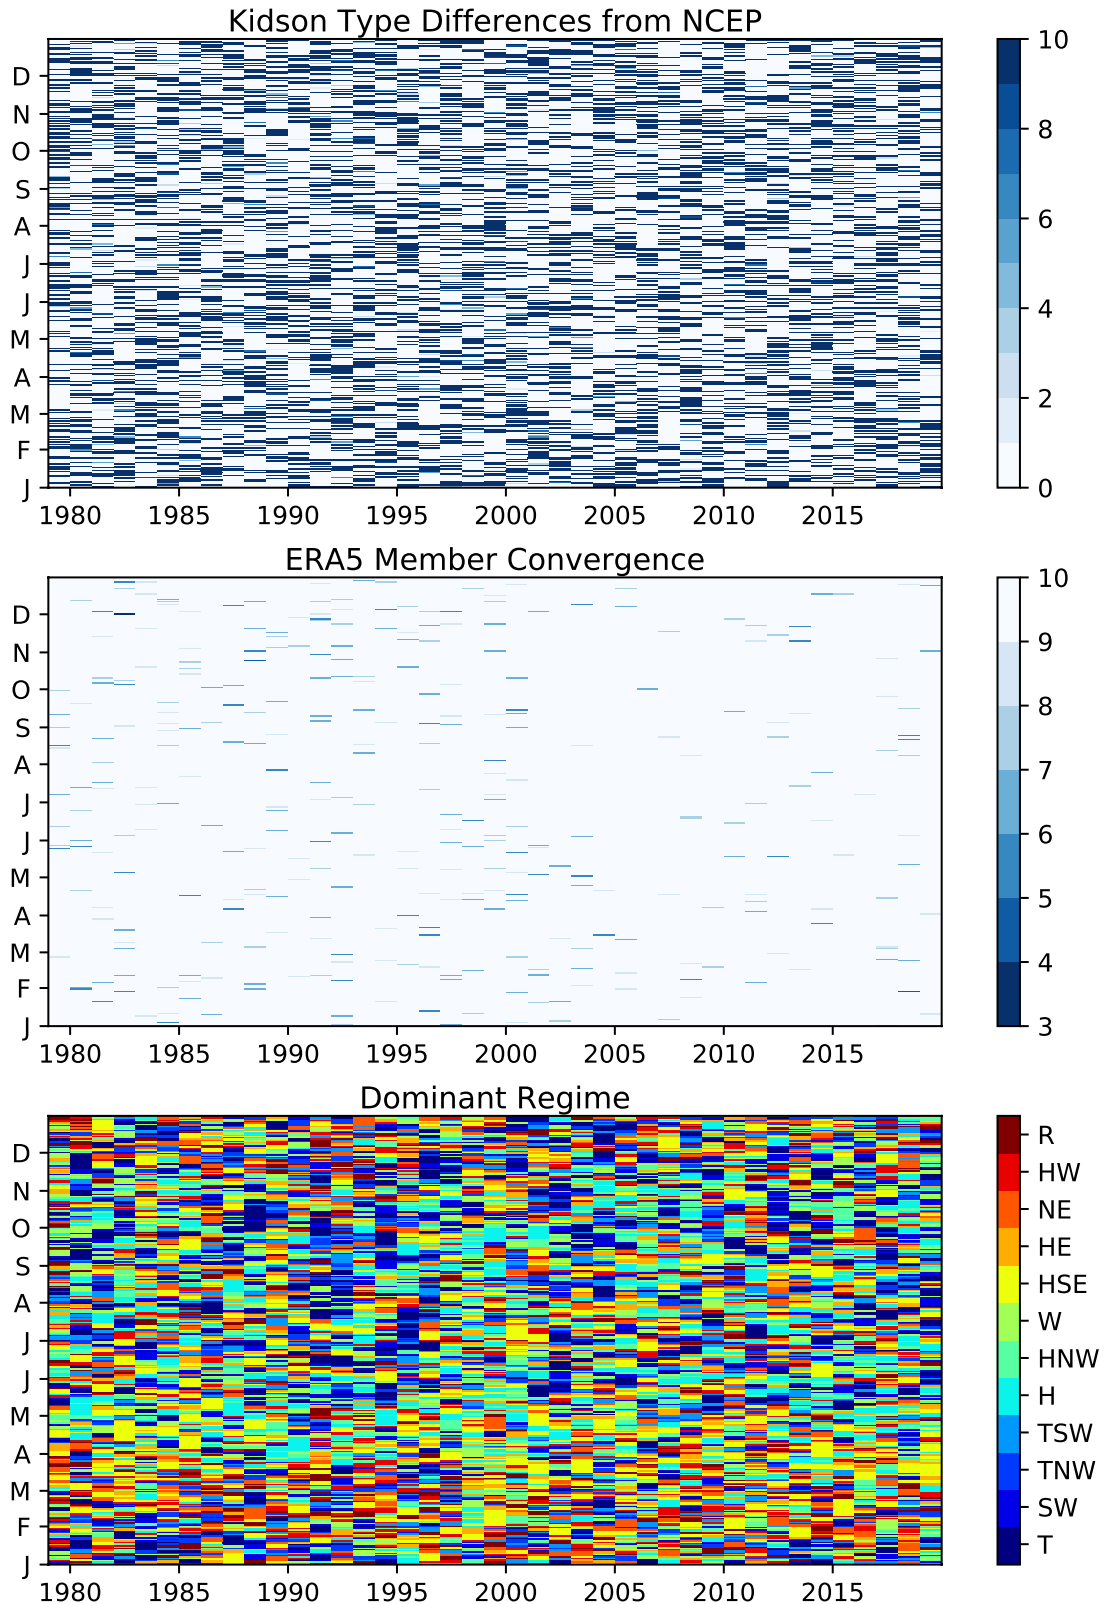 Kidson Type Differences from NCEP
D
N
O
S
A
J
J
M
A
M
F
J
1980 1985 1990 1995 2000 2005 2010 2015
10
8
6
4
2
0
ERA5 Member Convergence
D
N
O
S
A
J
J
M
A
M
F
J
1980 1985 1990 1995 2000 2005 2010 2015
10
9
8
7
6
5
4
3
Dominant Regime
D
N
O
S
A
J
J
M
A
M
F
J
1980 1985 1990 1995 2000 2005 2010 2015
R
HW
NE
HE
HSE
W
HNW
H
TSW
TNW
SW
T